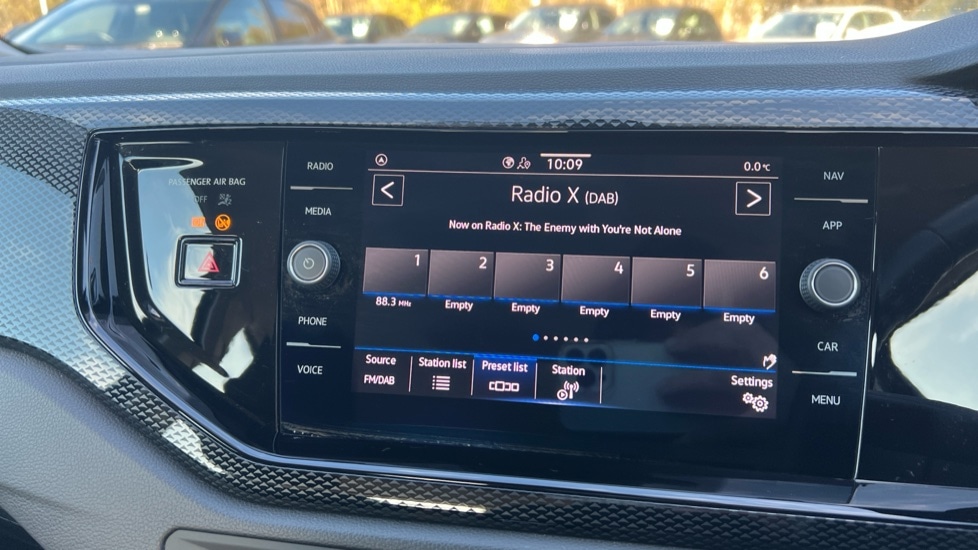 PASSENGER AIR BAG
OFF
RADIO
MEDIA
PHONE
VOICE
10:09
0.0°C
Radio X (DAB)
Now on Radio X: The Enemy with You're Not Alone
1 2 3 4 5 6
88.3 MHz Empty Empty Empty Empty Empty
Source Station list Preset list Station Settings
FM/DAB
NAV
APP
CAR
MENU